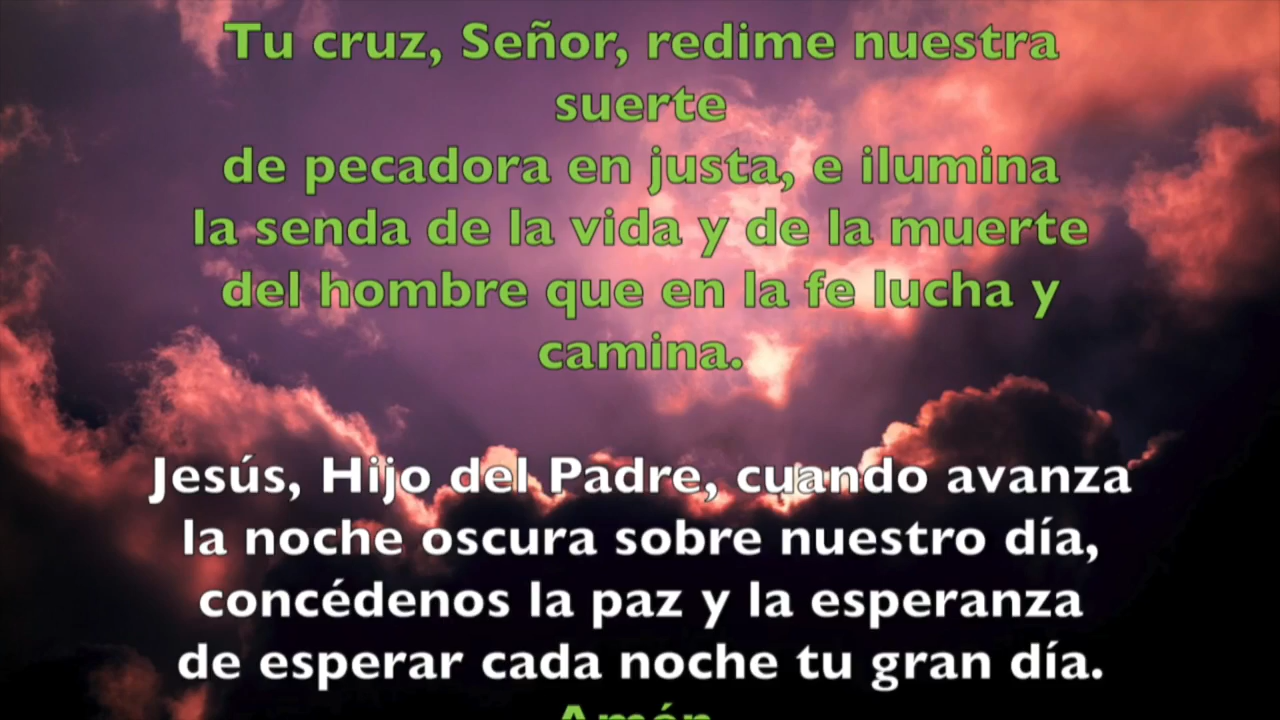 Tu cruz, Señor, redime nuestra
suerte
de pecadora en justa, e ilumina
la senda de la vida y de la muerte
del hombre que en la fe lucha y
camina.
Jesús, Hijo del Padre, cuando avanza
la noche oscura sobre nuestro día,
concédenos la paz y la esperanza
de esperar cada noche tu gran día.
Amén